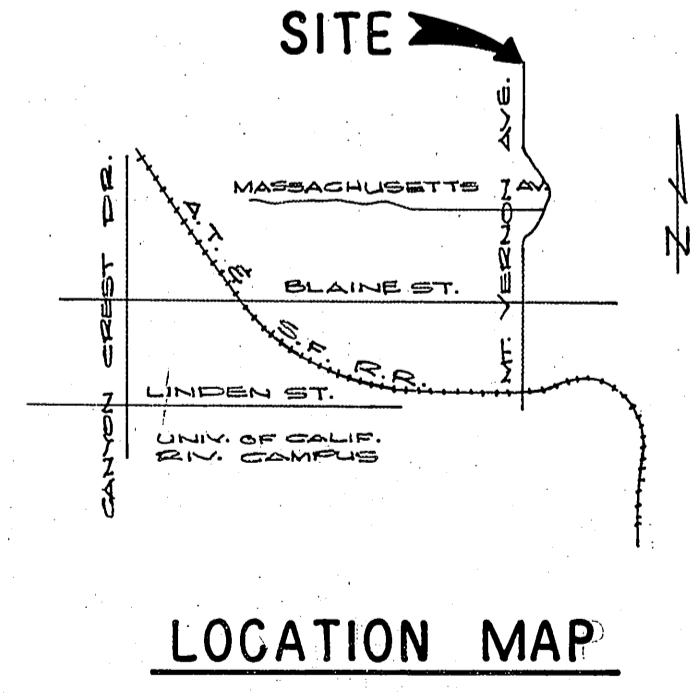 SITE
MT. VERNON AVE.
MASSACHUSETTS AV.
N
CANYON CREST DR.
A.T. &
S.F. R.R.
BLAINE ST.
LINDEN ST.
UNIV. OF CALIF.
RIV. CAMPUS
LOCATION MAP